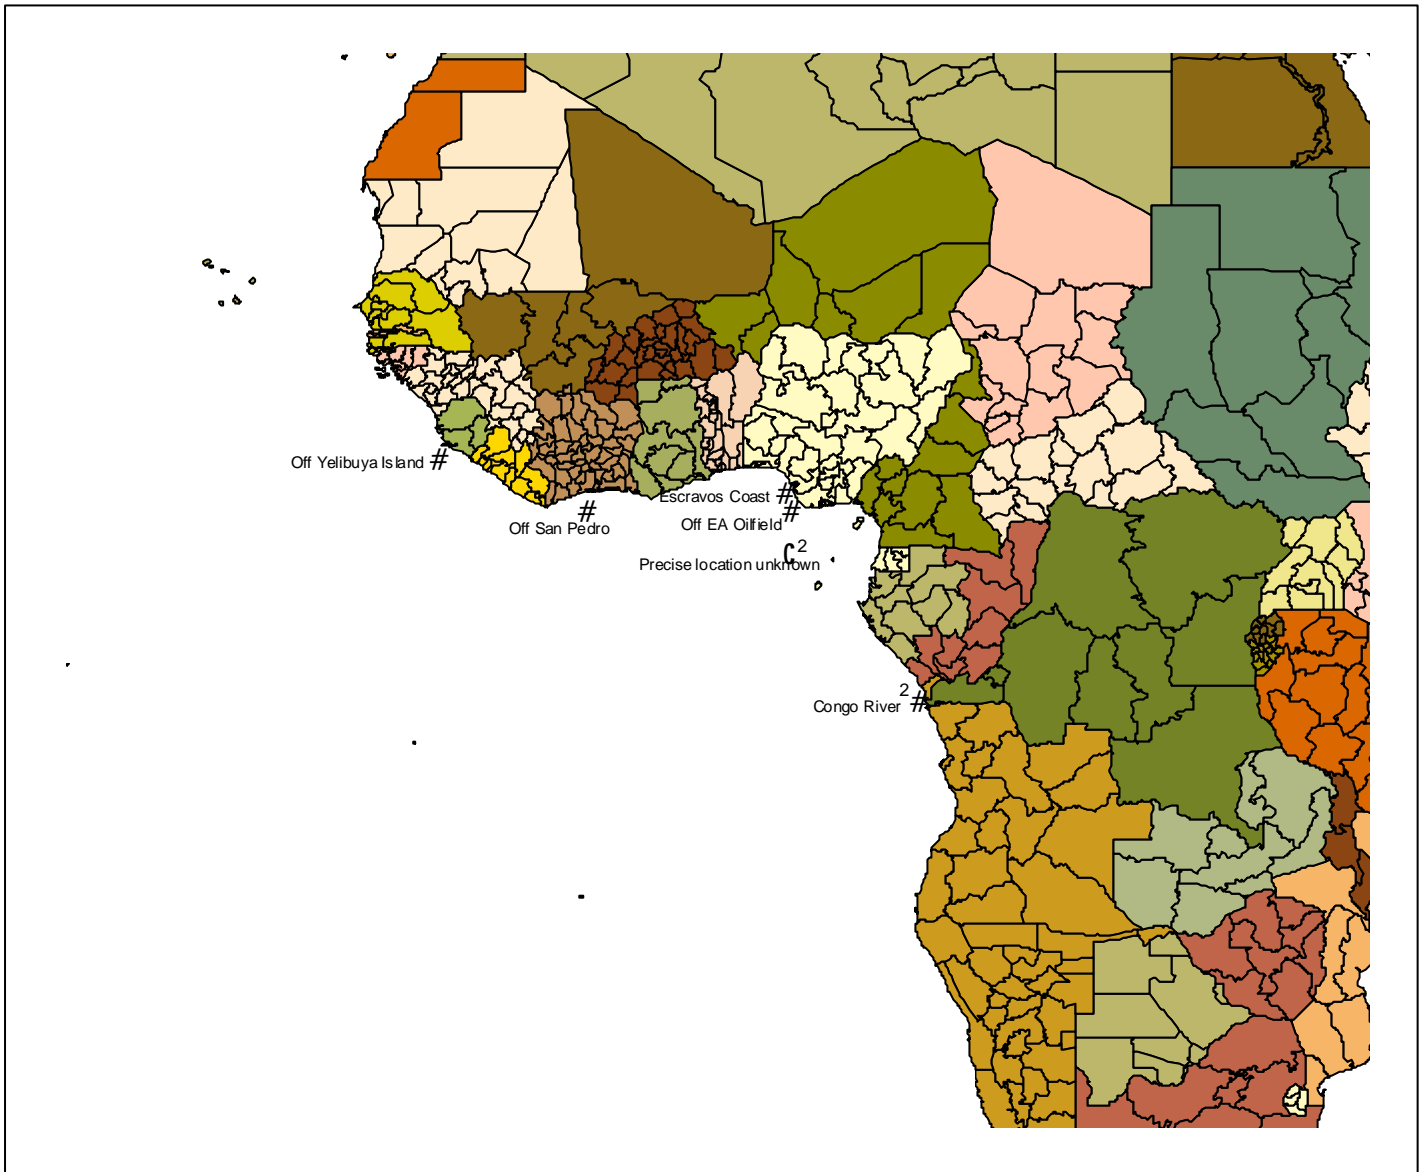 Off Yelibuya Island #
Escravos Coast #
Off San Pedro #
Off EA Oilfield #
Precise location unknown 2
Congo River 2 #